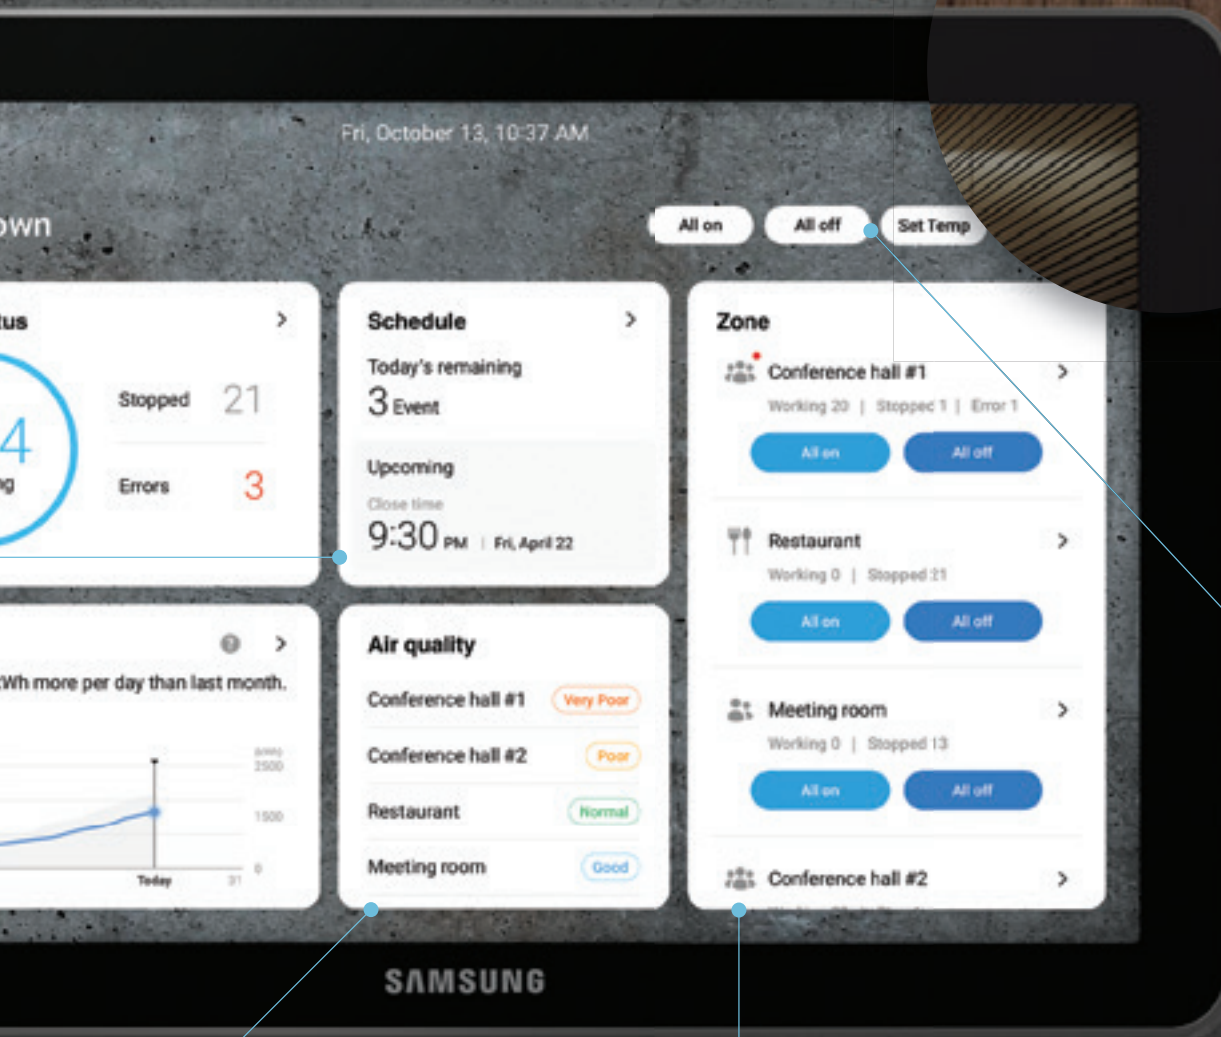 Fri, October 13, 10:37 AM
own
All on
All off
Set Temp
tus
Stopped 21
4
ng
Errors 3
Schedule
Today's remaining
3 Event
Upcoming
Close time
9:30 PM | Fri, April 22
Zone
Conference hall #1
Working 20 | Stopped 1 | Error 1
All on
All off
Restaurant
Working 0 | Stopped 21
All on
All off
Meeting room
Working 0 | Stopped 13
All on
All off
Conference hall #2
?
Wh more per day than last month.
2500
1500
0
Today
31
Air quality
Conference hall #1 Very Poor
Conference hall #2 Poor
Restaurant Normal
Meeting room Good
SAMSUNG